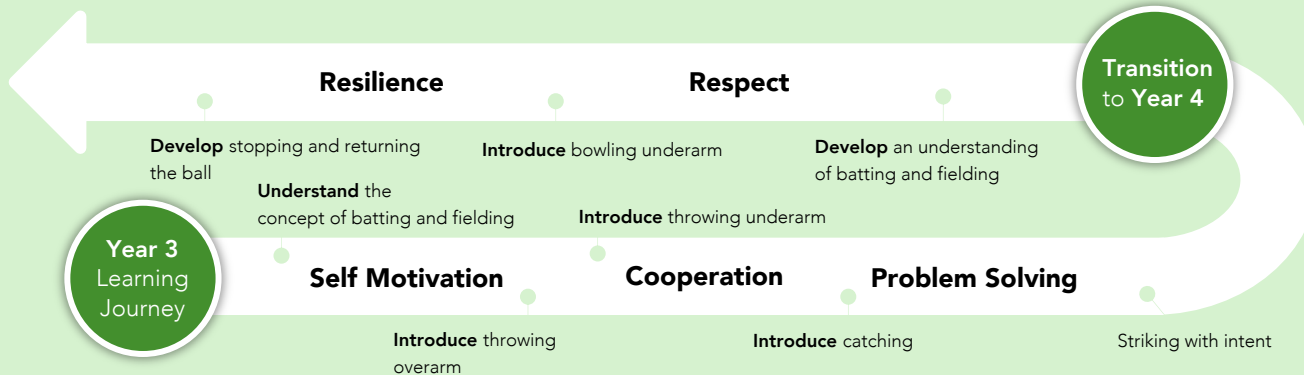 Resilience
Respect
Transition
to Year 4
Develop stopping and returning
the ball
Introduce bowling underarm
Develop an understanding
of batting and fielding
Understand the
concept of batting and fielding
Introduce throwing underarm
Year 3
Learning
Journey
Self Motivation
Cooperation
Problem Solving
Introduce throwing
overarm
Introduce catching
Striking with intent